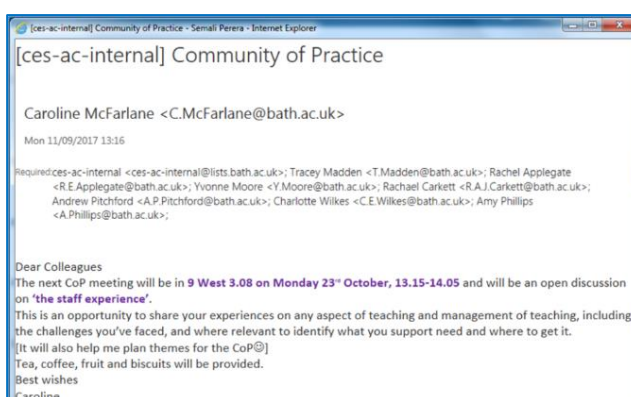 [ces-ac-internal] Community of Practice - Semali Perera - Internet Explorer
[ces-ac-internal] Community of Practice
Caroline McFarlane <C.McFarlane@bath.ac.uk>
Mon 11/09/2017 13:16
Required:ces-ac-internal <ces-ac-internal@lists.bath.ac.uk>; Tracey Madden <T.Madden@bath.ac.uk>; Rachel Applegate
<R.E.Applegate@bath.ac.uk>; Yvonne Moore <Y.Moore@bath.ac.uk>; Rachael Carkett <R.A.J.Carkett@bath.ac.uk>;
Andrew Pitchford <A.P.Pitchford@bath.ac.uk>; Charlotte Wilkes <C.E.Wilkes@bath.ac.uk>; Amy Phillips
<A.Phillips@bath.ac.uk>;
Dear Colleagues
The next CoP meeting will be in 9 West 3.08 on Monday 23rd October, 13.15-14.05 and will be an open discussion
on 'the staff experience'.
This is an opportunity to share your experiences on any aspect of teaching and management of teaching, including
the challenges you've faced, and where relevant to identify what you support need and where to get it.
[It will also help me plan themes for the CoP☺]
Tea, coffee, fruit and biscuits will be provided.
Best wishes
Caroline